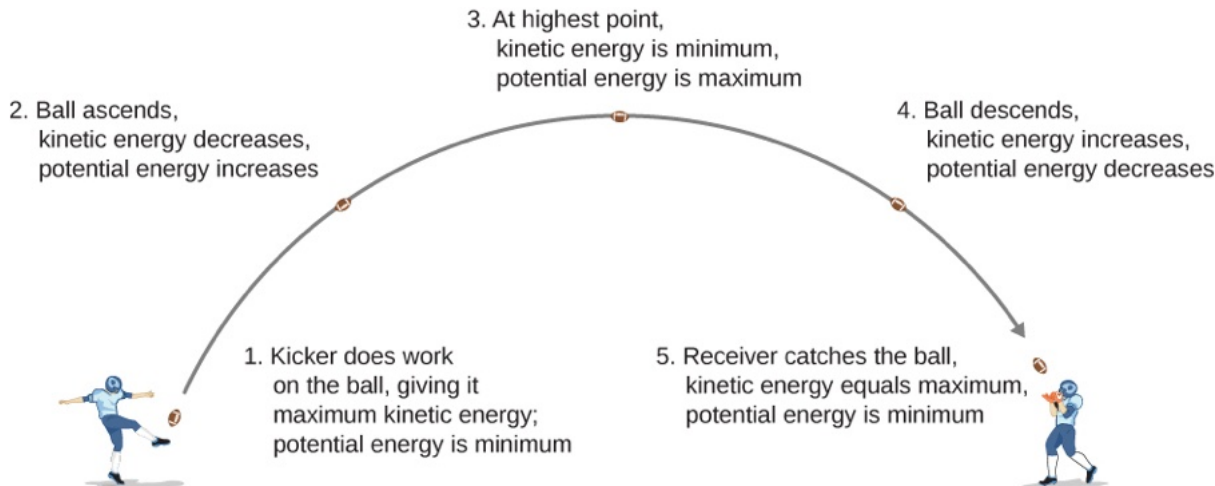 3. At highest point,
kinetic energy is minimum,
potential energy is maximum
2. Ball ascends,
kinetic energy decreases,
potential energy increases
4. Ball descends,
kinetic energy increases,
potential energy decreases
1. Kicker does work
on the ball, giving it
maximum kinetic energy;
potential energy is minimum
5. Receiver catches the ball,
kinetic energy equals maximum,
potential energy is minimum